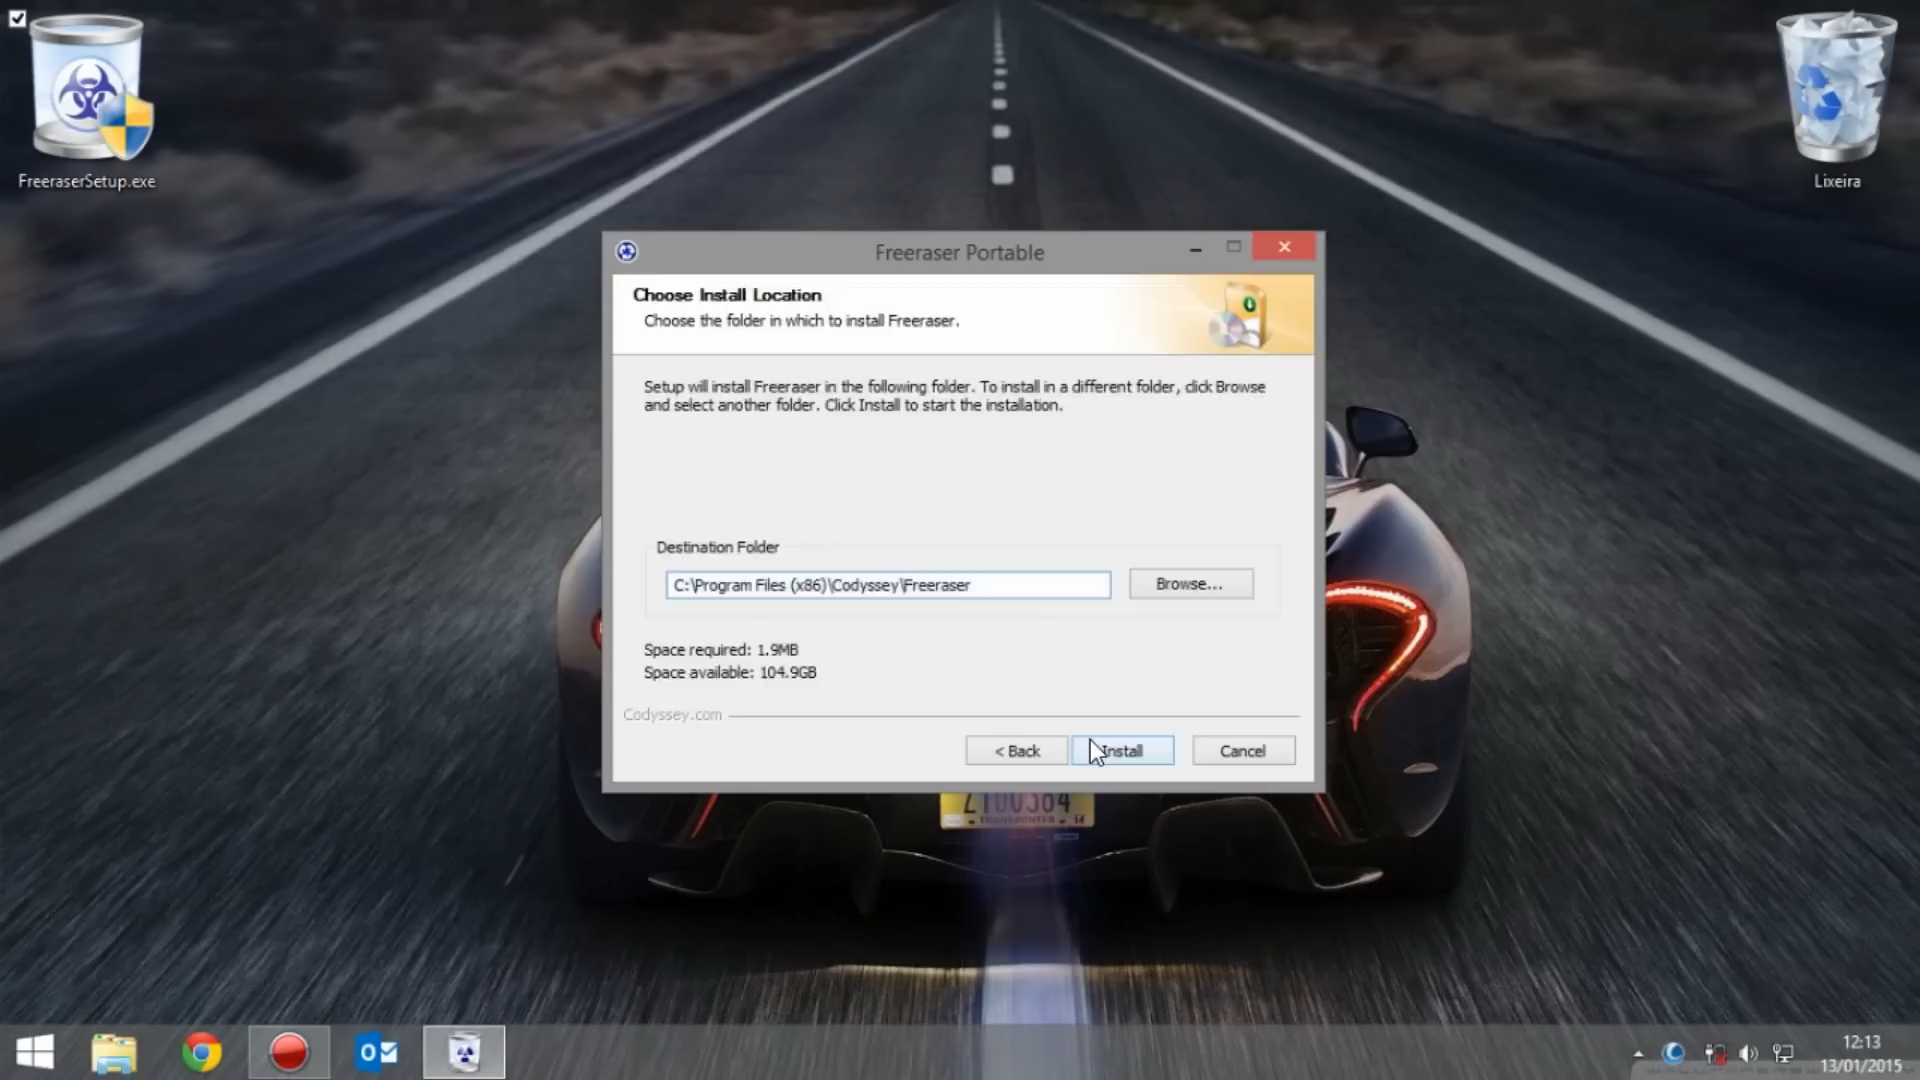 FreeraserSetup.exe
Lixeira
Freeraser Portable
Choose Install Location
Choose the folder in which to install Freeraser.
Setup will install Freeraser in the following folder. To install in a different folder, click Browse
and select another folder. Click Install to start the installation.
Destination Folder
C:\Program Files (x86)\Codyssey\Freeraser
Browse...
Space required: 1.9MB
Space available: 104.9GB
Codyssey.com
< Back
Install
Cancel
12:13
13/01/2015